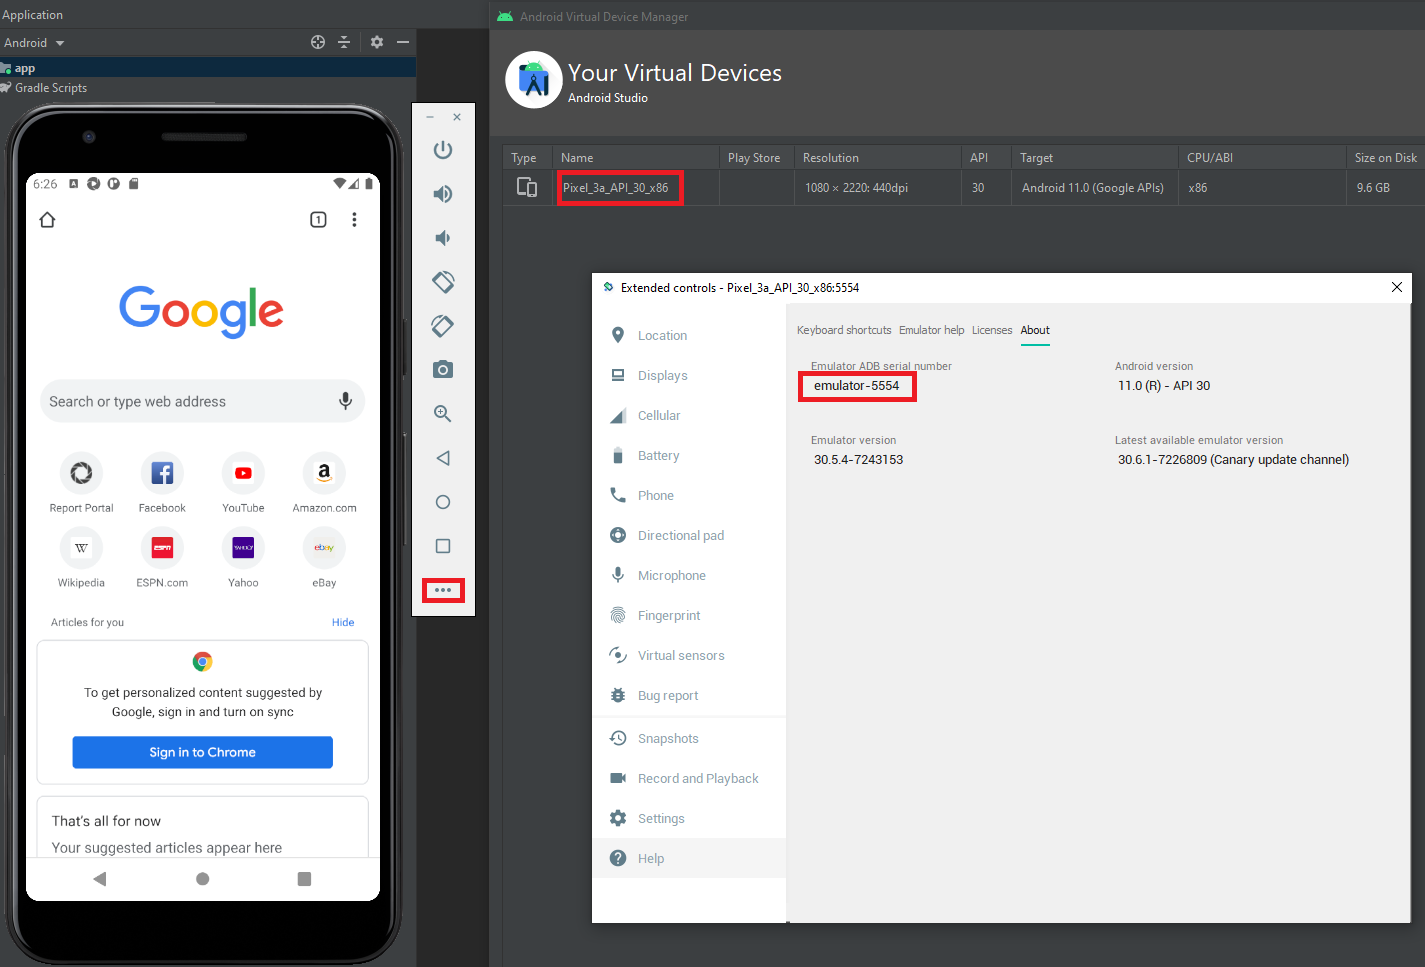 Application
Android
app
Gradle Scripts
6:26
1
Google
Search or type web address
Report Portal
Facebook
YouTube
Amazon.com
W
ESPN
YAHOO!
ebay
Wikipedia
ESPN.com
Yahoo
eBay
Articles for you
Hide
To get personalized content suggested by
Google, sign in and turn on sync
Sign in to Chrome
That's all for now
Your suggested articles appear here
Android Virtual Device Manager
Your Virtual Devices
Android Studio
Type Name Play Store Resolution API Target CPU/ABI Size on Disk
Pixel_3a_API_30_x86 1080 × 2220: 440dpi 30 Android 11.0 (Google APIs) x86 9.6 GB
Extended controls - Pixel_3a_API_30_x86:5554
Location
Displays
Cellular
Battery
Phone
Directional pad
Microphone
Fingerprint
Virtual sensors
Bug report
Snapshots
Record and Playback
Settings
Help
Keyboard shortcuts Emulator help Licenses About
Emulator ADB serial number
emulator-5554
Android version
11.0 (R) - API 30
Emulator version
30.5.4-7243153
Latest available emulator version
30.6.1-7226809 (Canary update channel)